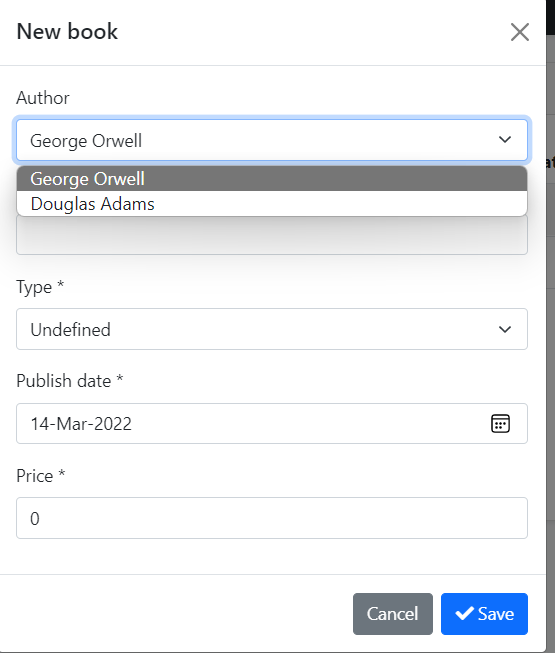 New book
Author
George Orwell
George Orwell
Douglas Adams
Type *
Undefined
Publish date *
14-Mar-2022
Price *
0
Cancel
Save